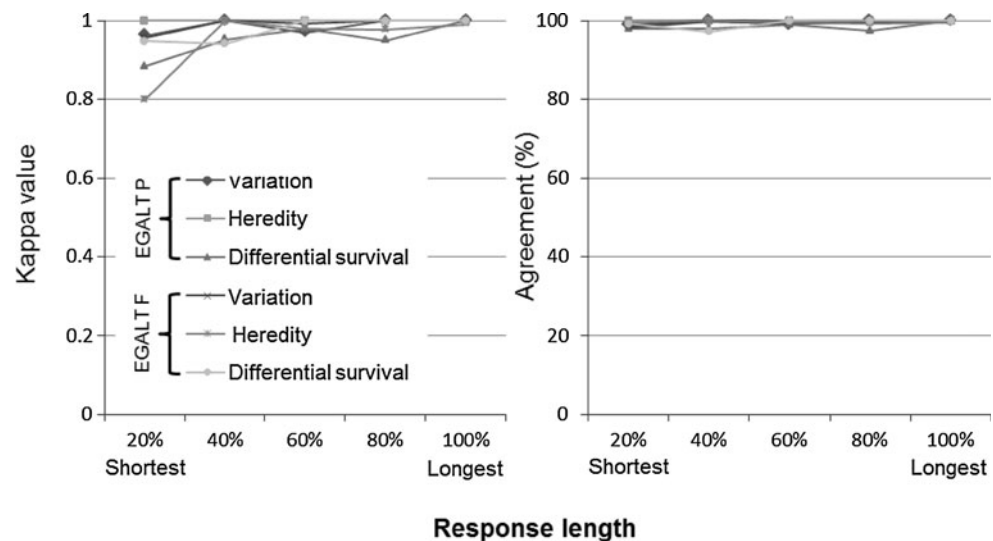 Kappa value
1
0.8
0.6
0.4
0.2
0
EGALT P
Variation
Heredity
Differential survival
EGALT F
Variation
Heredity
Differential survival
20% 40% 60% 80% 100%
Shortest Longest
Agreement (%)
100
80
60
40
20
0
20% 40% 60% 80% 100%
Shortest Longest
Response length